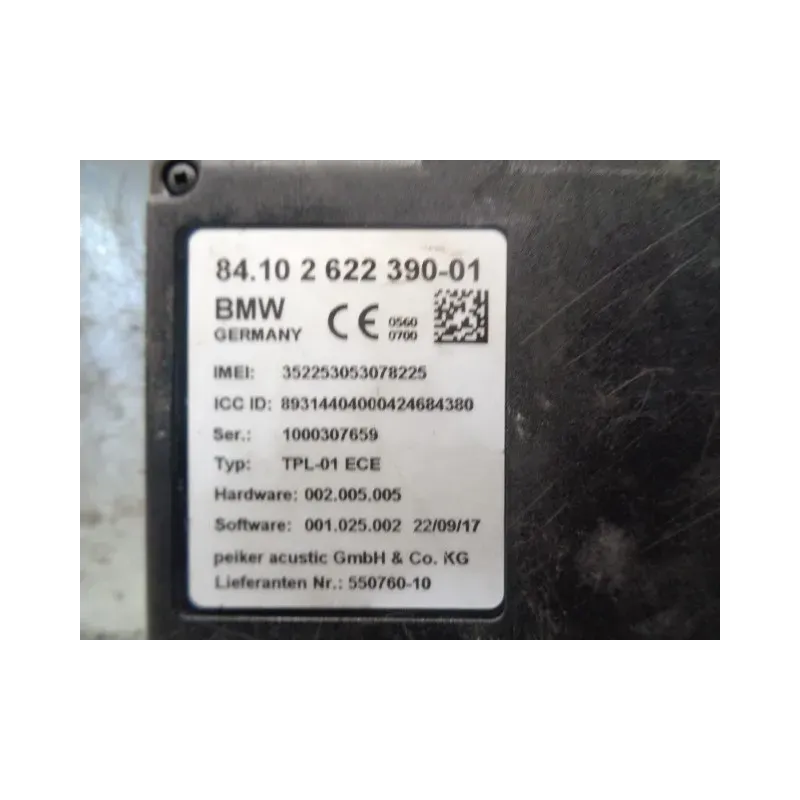 84.10 2 622 390-01
BMW
GERMANY
CE 0560
0700
IMEI: 352253053078225
ICC ID: 89314404000424684380
Ser.: 1000307659
Typ: TPL-01 ECE
Hardware: 002.005.005
Software: 001.025.002 22/09/17
peiker acustic GmbH & Co. KG
Lieferanten Nr.: 550760-10